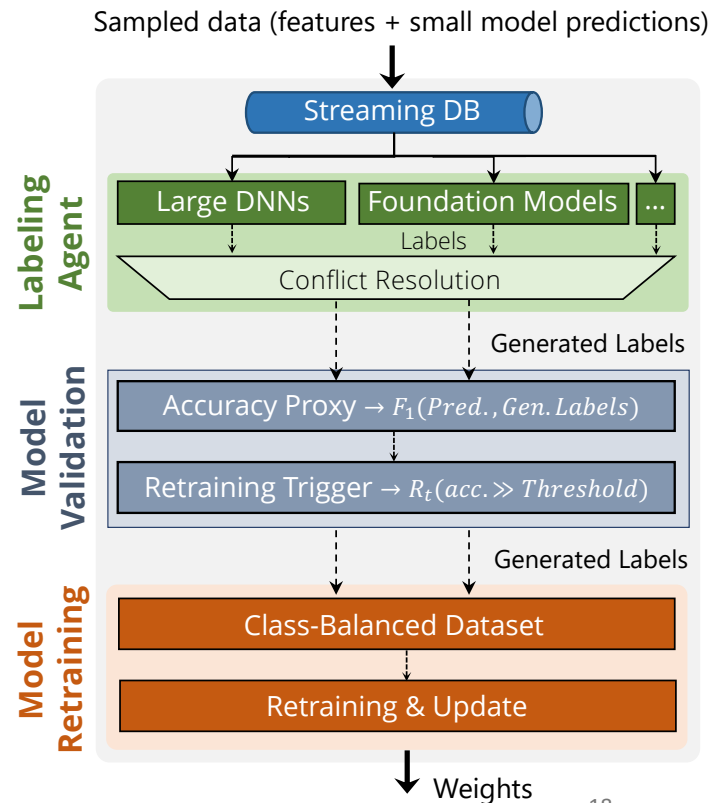 Sampled data (features + small model predictions)
Streaming DB
Labeling
Agent
Large DNNs
Foundation Models
...
Labels
Conflict Resolution
Generated Labels
Model
Validation
Accuracy Proxy → F₁(Pred., Gen. Labels)
Retraining Trigger → Rₜ(acc. ≫ Threshold)
Generated Labels
Model
Retraining
Class-Balanced Dataset
Retraining & Update
Weights